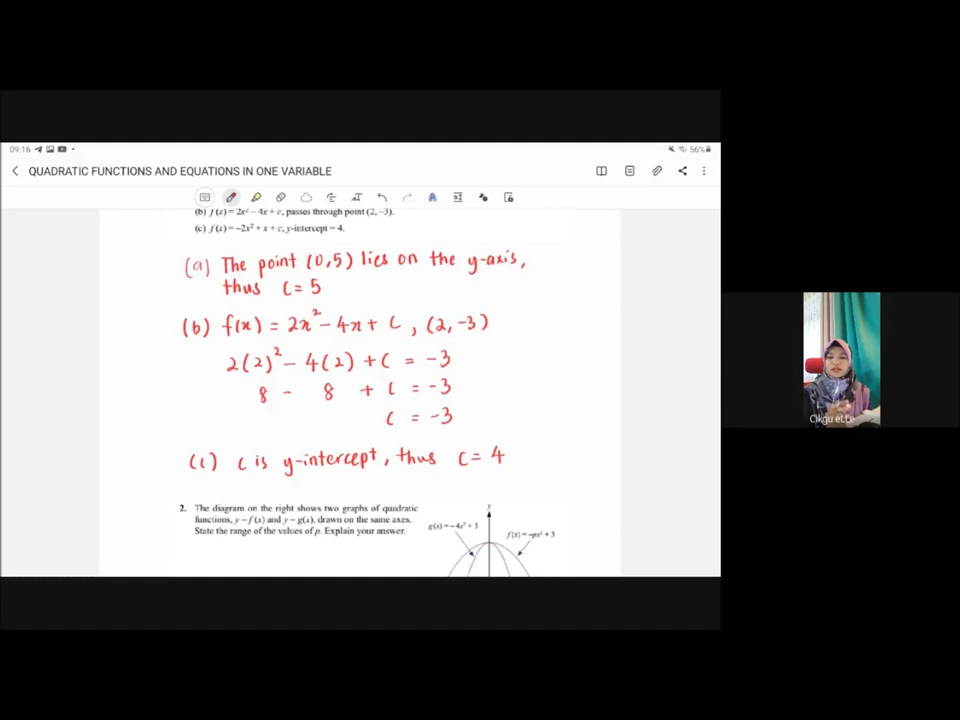 09:16
56%
QUADRATIC FUNCTIONS AND EQUATIONS IN ONE VARIABLE
(b) f(x) = 2x² − 4x + c, passes through point (2, −3).
(c) f(x) = −2x² + x + c, y-intercept = 4.
(a) The point (0,5) lies on the y-axis,
thus c = 5
(b) f(x) = 2x² − 4x + c , (2, −3)
2(2)² − 4(2) + c = −3
8 − 8 + c = −3
c = −3
(c) c is y-intercept, thus c = 4
2. The diagram on the right shows two graphs of quadratic
functions, y = f(x) and y = g(x), drawn on the same axes.
State the range of the values of p. Explain your answer.
y
g(x) = −4x² + 3
f(x) = −px² + 3
Cikgu eLLe